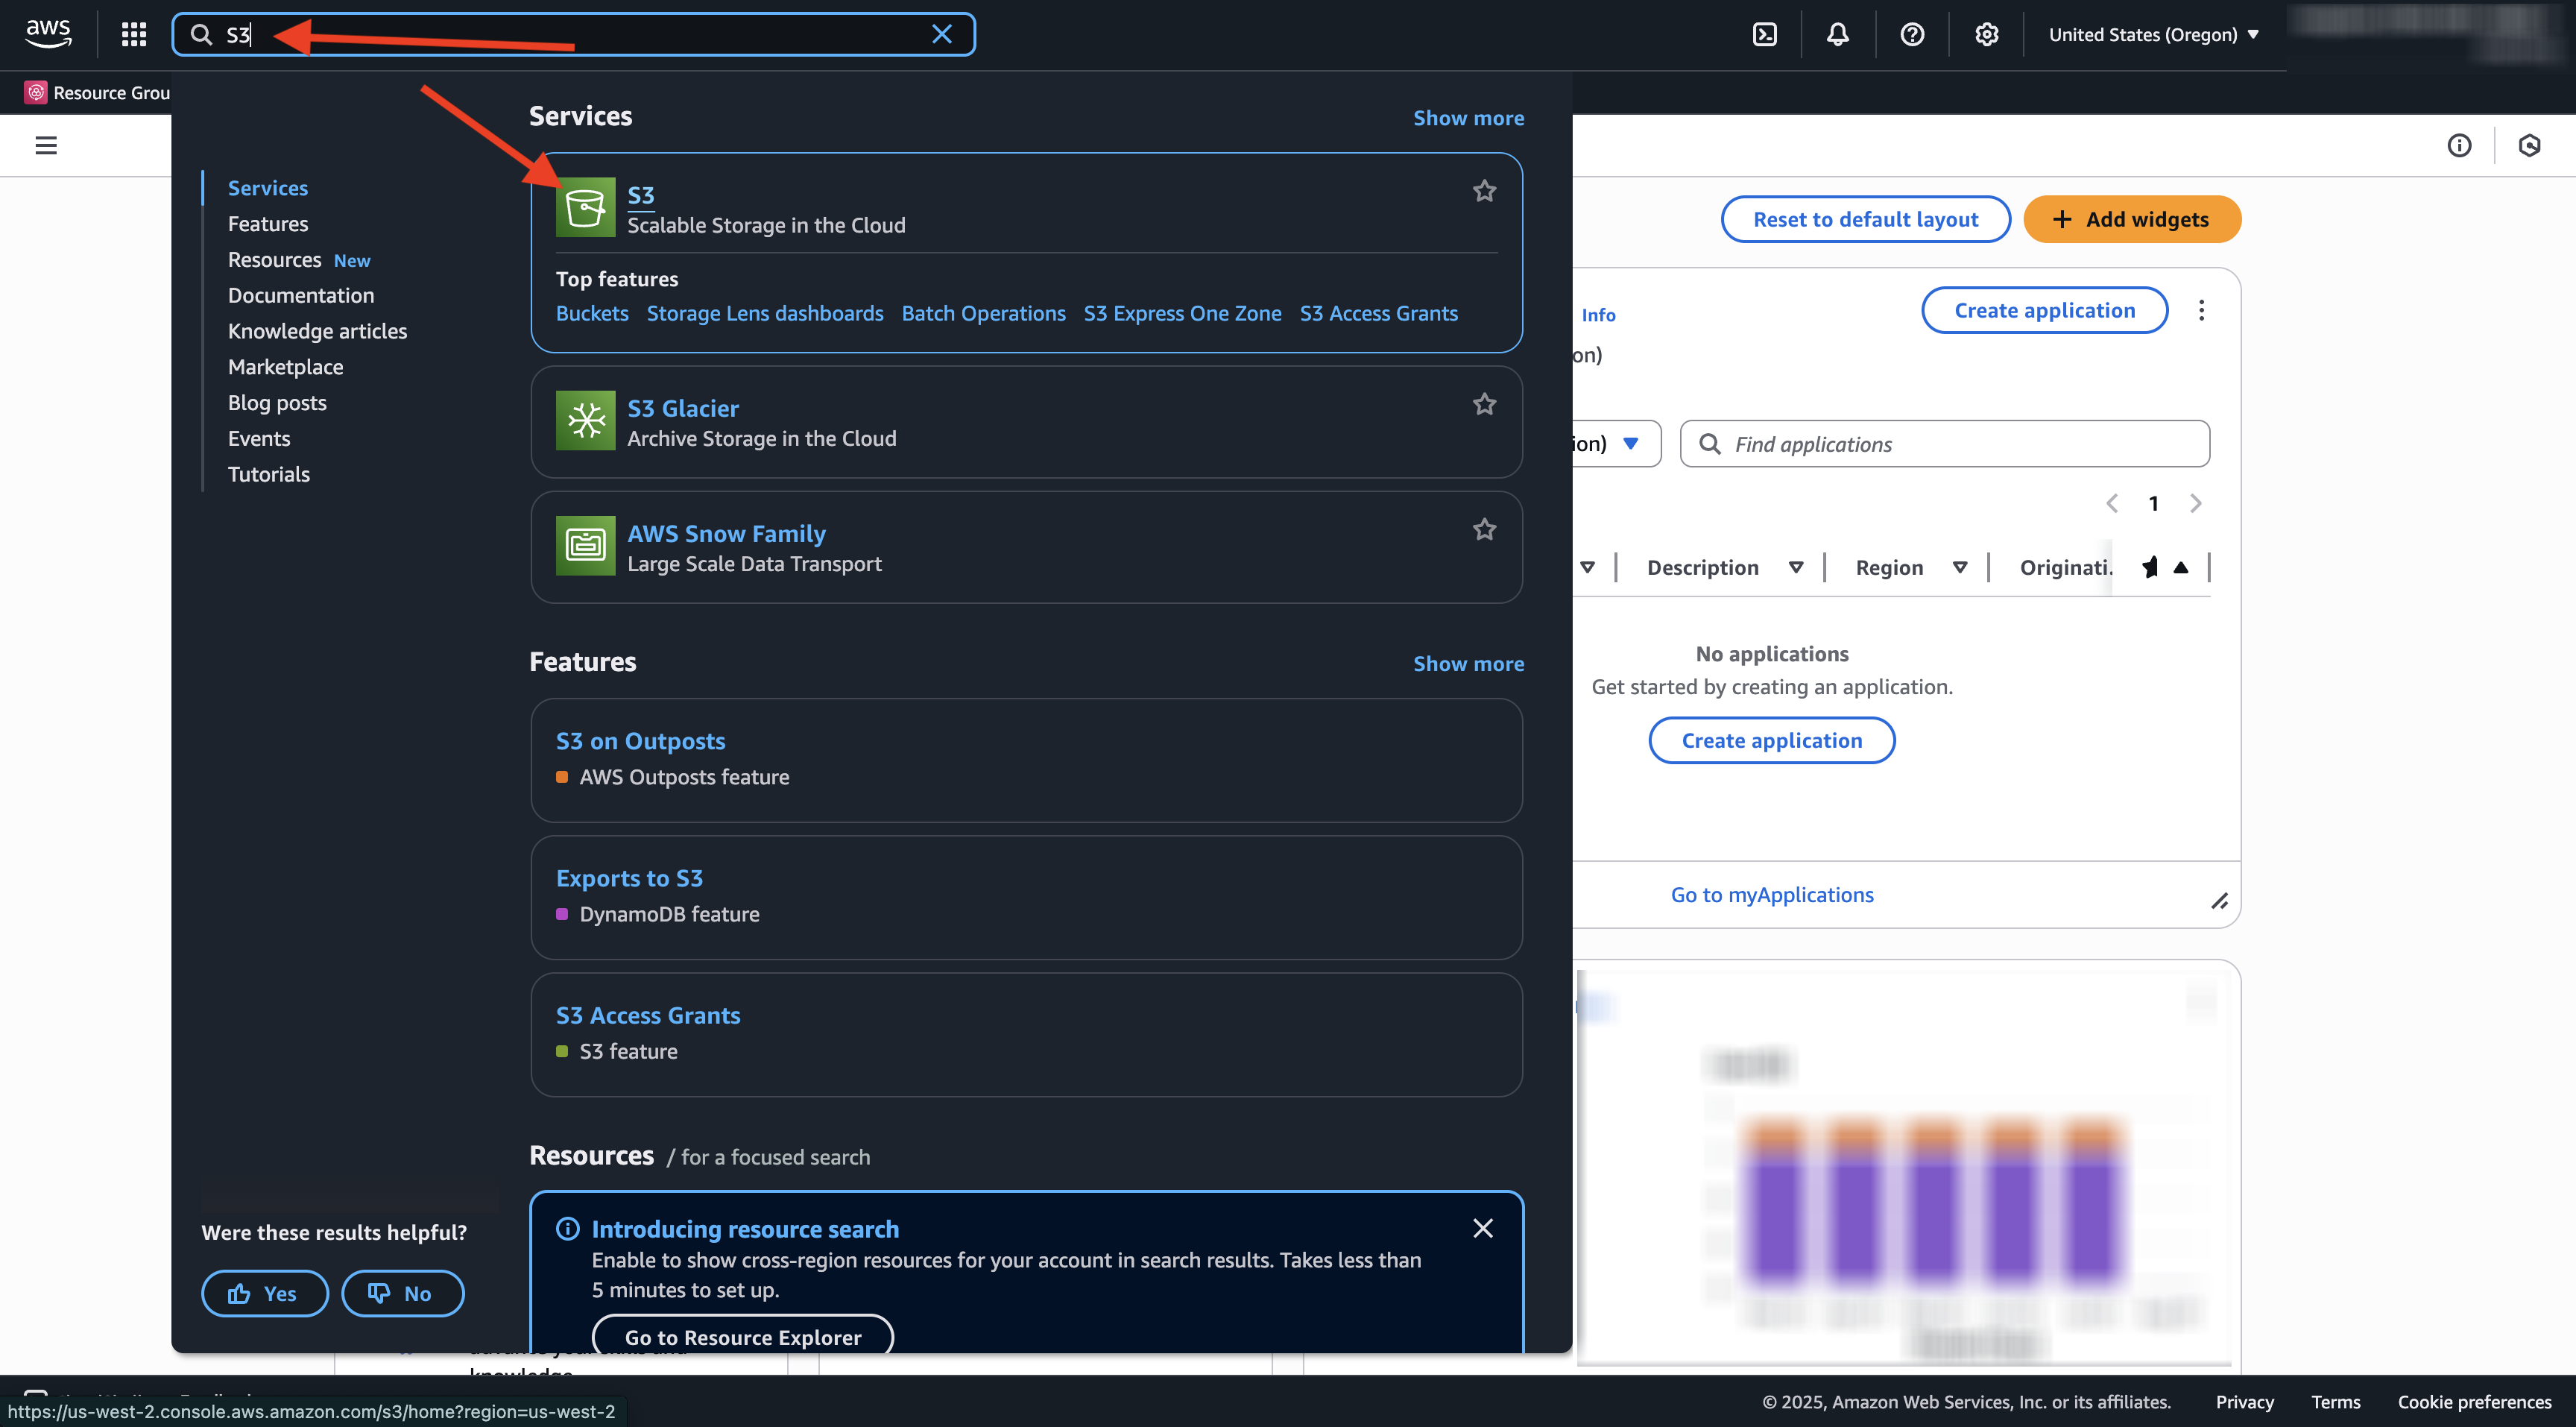 aws
S3
United States (Oregon)
Resource Grou
Services
Features
Resources New
Documentation
Knowledge articles
Marketplace
Blog posts
Events
Tutorials
Were these results helpful?
Yes
No
Services
Show more
S3
Scalable Storage in the Cloud
Top features
Buckets Storage Lens dashboards Batch Operations S3 Express One Zone S3 Access Grants
S3 Glacier
Archive Storage in the Cloud
AWS Snow Family
Large Scale Data Transport
Features
Show more
S3 on Outposts
AWS Outposts feature
Exports to S3
DynamoDB feature
S3 Access Grants
S3 feature
Resources / for a focused search
Introducing resource search
Enable to show cross-region resources for your account in search results. Takes less than
5 minutes to set up.
Go to Resource Explorer
Reset to default layout
+ Add widgets
Info
Create application
on)
ion)
Find applications
1
Description
Region
Originati.
No applications
Get started by creating an application.
Create application
Go to myApplications
https://us-west-2.console.aws.amazon.com/s3/home?region=us-west-2
© 2025, Amazon Web Services, Inc. or its affiliates.
Privacy
Terms
Cookie preferences